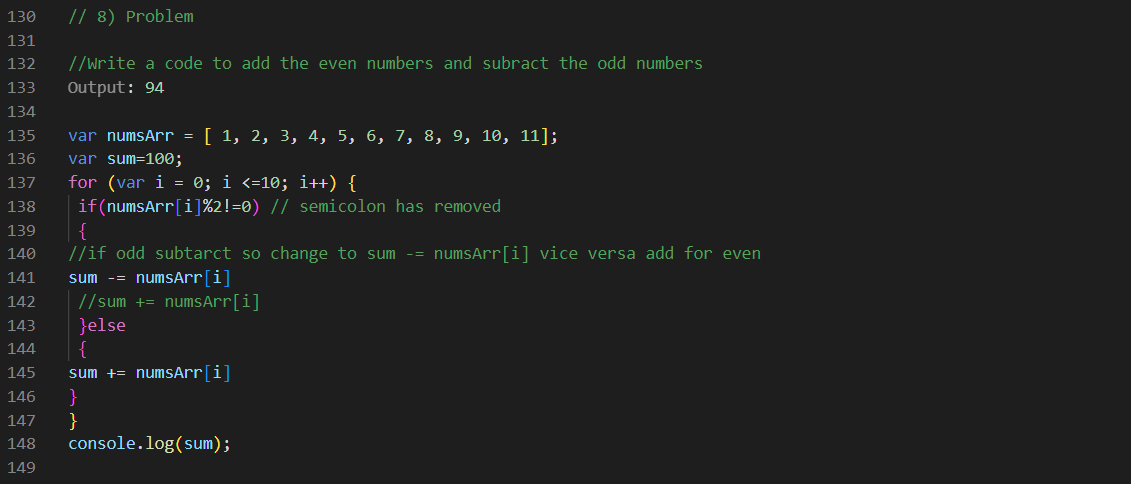 130 // 8) Problem
131
132 //Write a code to add the even numbers and subract the odd numbers
133 Output: 94
134
135 var numsArr = [ 1, 2, 3, 4, 5, 6, 7, 8, 9, 10, 11];
136 var sum=100;
137 for (var i = 0; i <=10; i++) {
138 if(numsArr[i]%2!=0) // semicolon has removed
139 {
140 //if odd subtarct so change to sum -= numsArr[i] vice versa add for even
141 sum -= numsArr[i]
142 //sum += numsArr[i]
143 }else
144 {
145 sum += numsArr[i]
146 }
147 }
148 console.log(sum);
149